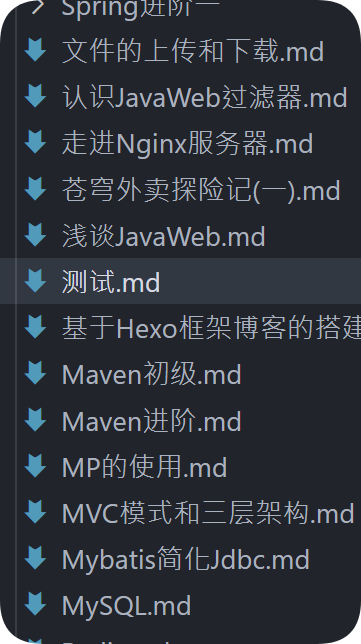 Spring进阶一
文件的上传和下载.md
认识JavaWeb过滤器.md
走进Nginx服务器.md
苍穹外卖探险记(一).md
浅谈JavaWeb.md
测试.md
基于Hexo框架博客的搭建
Maven初级.md
Maven进阶.md
MP的使用.md
MVC模式和三层架构.md
Mybatis简化Jdbc.md
MySQL.md